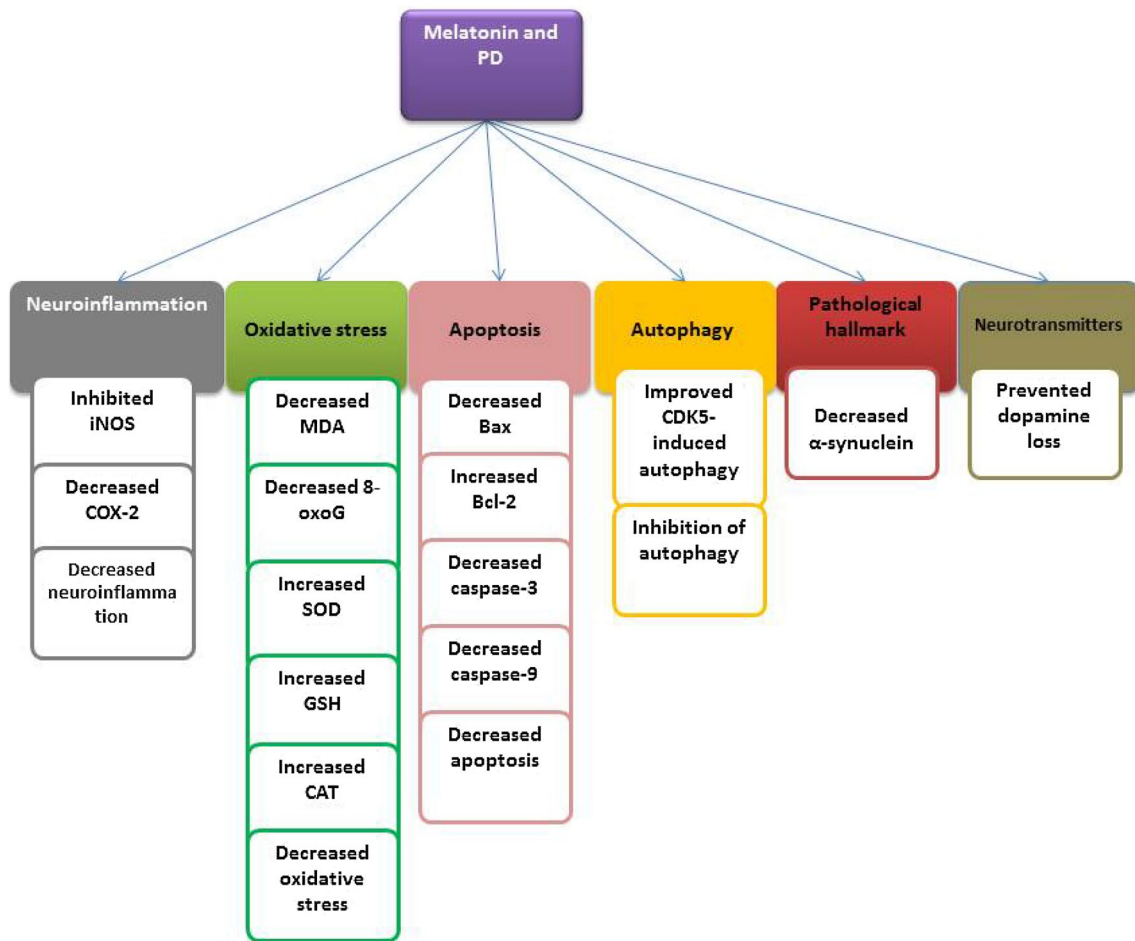 Melatonin and
PD
Neuroinflammation
Inhibited
iNOS
Decreased
COX-2
Decreased
neuroinflamma
tion
Oxidative stress
Decreased
MDA
Decreased 8-
oxoG
Increased
SOD
Increased
GSH
Increased
CAT
Decreased
oxidative
stress
Apoptosis
Decreased
Bax
Increased
Bcl-2
Decreased
caspase-3
Decreased
caspase-9
Decreased
apoptosis
Autophagy
Improved
CDK5-
induced
autophagy
Inhibition of
autophagy
Pathological
hallmark
Decreased
α-synuclein
Neurotransmitters
Prevented
dopamine
loss